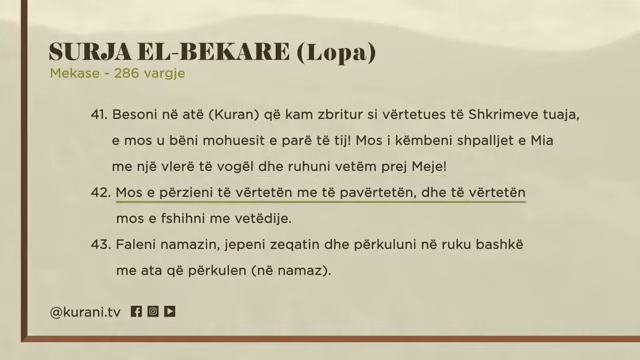 SURJA EL-BEKARE (Lopa)
Mekase - 286 vargje
41. Besoni në atë (Kuran) që kam zbritur si vërtetues të Shkrimeve tuaja,
e mos u bëni mohuesit e parë të tij! Mos i këmbeni shpalljet e Mia
me një vlerë të vogël dhe ruhuni vetëm prej Meje!
42. Mos e përzieni të vërtetën me të pavërtetën, dhe të vërtetën
mos e fshihni me vetëdije.
43. Faleni namazin, jepeni zeqatin dhe përkuluni në ruku bashkë
me ata që përkulen (në namaz).
@kurani.tv